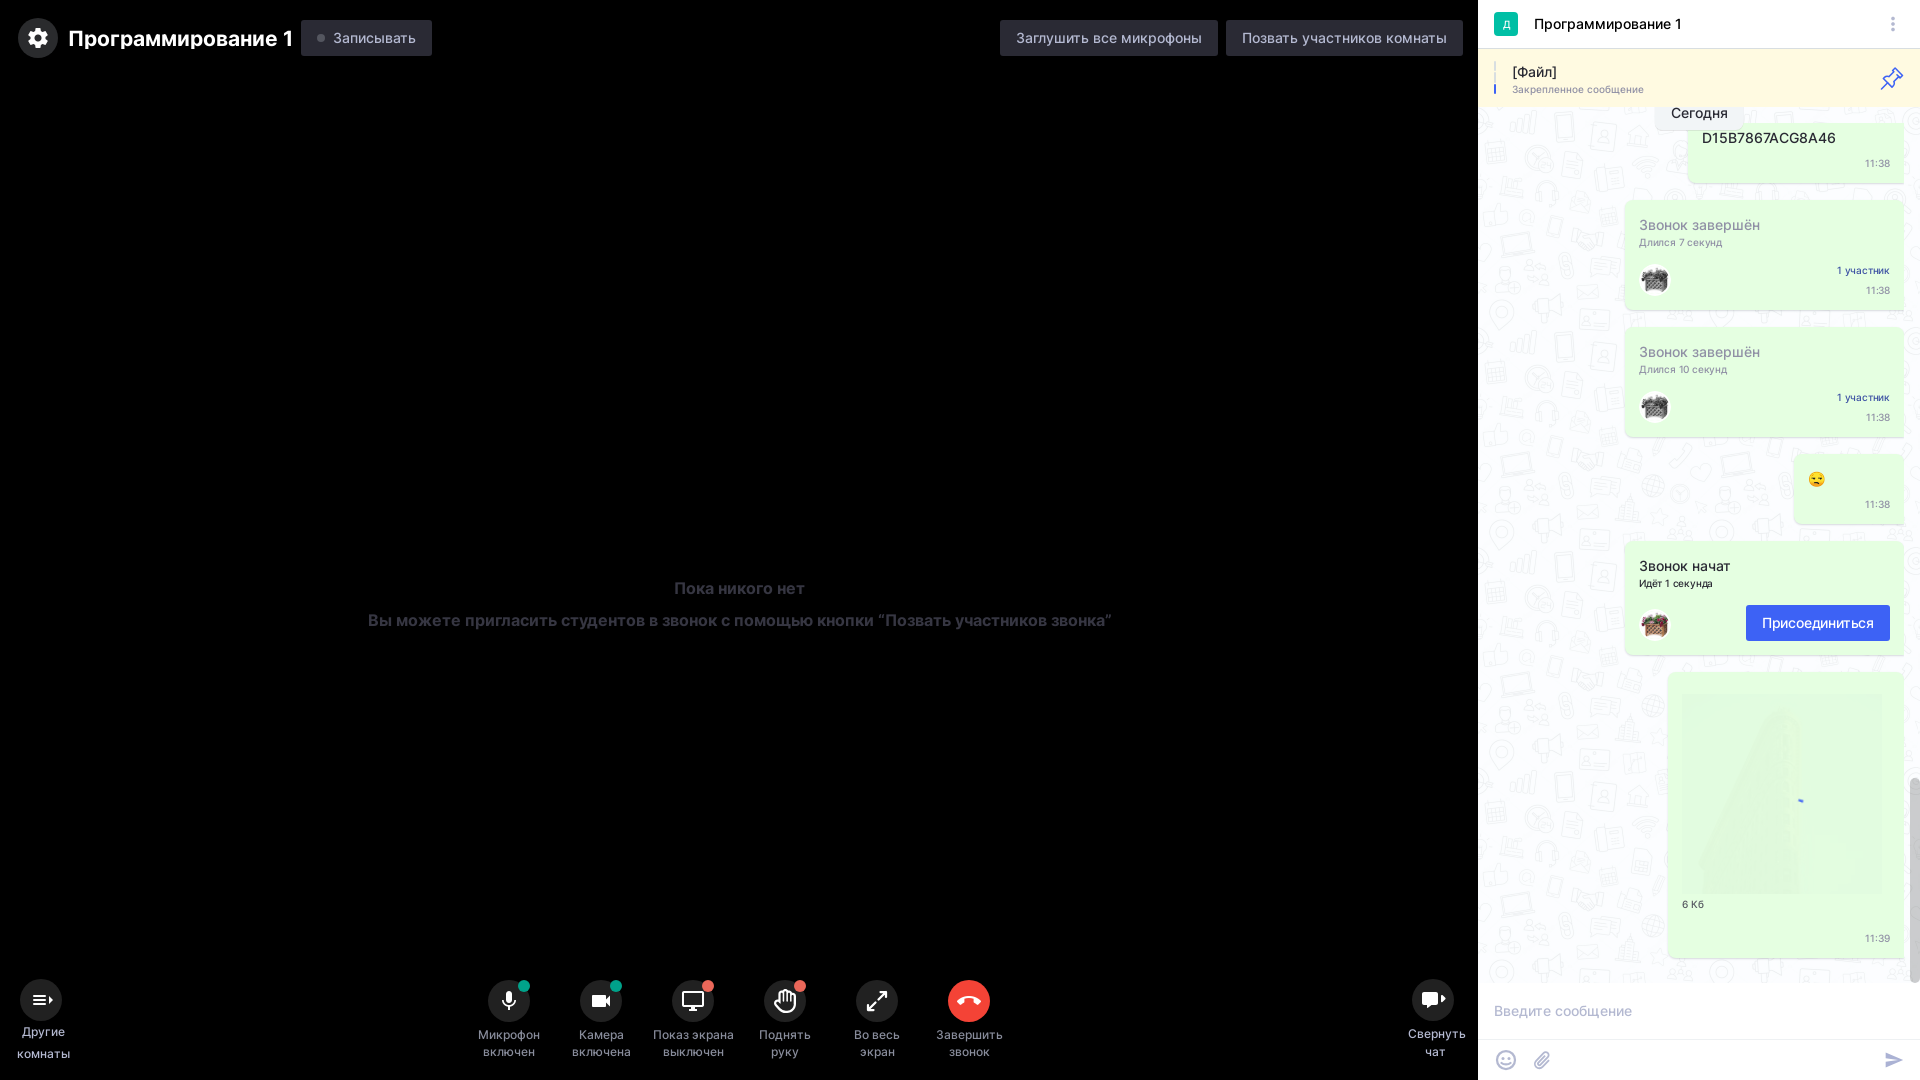 Программирование 1
Записывать
Заглушить все микрофоны
Позвать участников комнаты
Пока никого нет
Вы можете пригласить студентов в звонок с помощью кнопки “Позвать участников звонка”
Другие
комнаты
Микрофон
включен
Камера
включена
Показ экрана
выключен
Поднять
руку
Во весь
экран
Завершить
звонок
Свернуть
чат
Д
Программирование 1
[Файл]
Закрепленное сообщение
Сегодня
D15B7867ACG8A46
11:38
Звонок завершён
Длился 7 секунд
1 участник
11:38
Звонок завершён
Длился 10 секунд
1 участник
11:38
11:38
Звонок начат
Идёт 1 секунда
Присоединиться
6 Кб
11:39
Введите сообщение